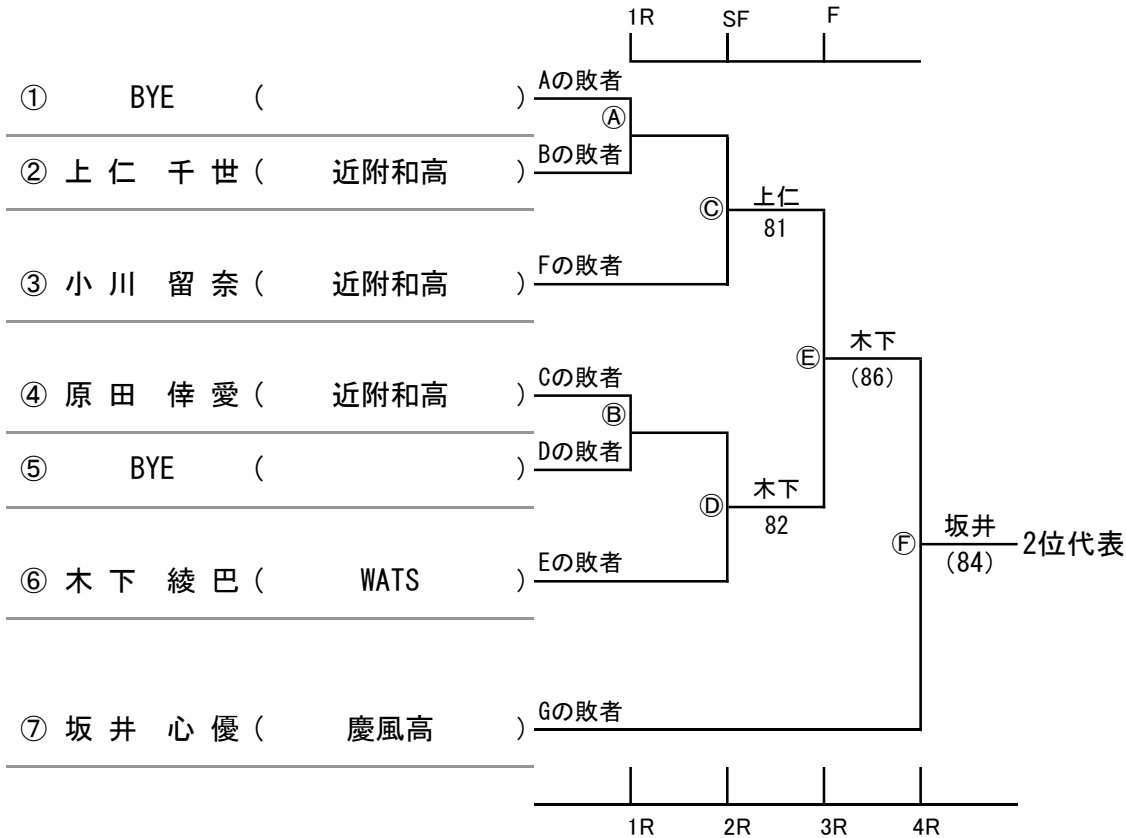 1R SF F
① BYE ( ) Aの敗者
Ⓐ
② 上仁 千世 ( 近附和高 ) Bの敗者
Ⓒ 上仁
81
③ 小川 留奈 ( 近附和高 ) Fの敗者
Ⓔ 木下
(86)
④ 原田 倖愛 ( 近附和高 ) Cの敗者
Ⓑ
⑤ BYE ( ) Dの敗者
Ⓓ 木下
82
Ⓕ 坂井 2位代表
(84)
⑥ 木下 綾巴 ( WATS ) Eの敗者
⑦ 坂井 心優 ( 慶風高 ) Gの敗者
1R 2R 3R 4R